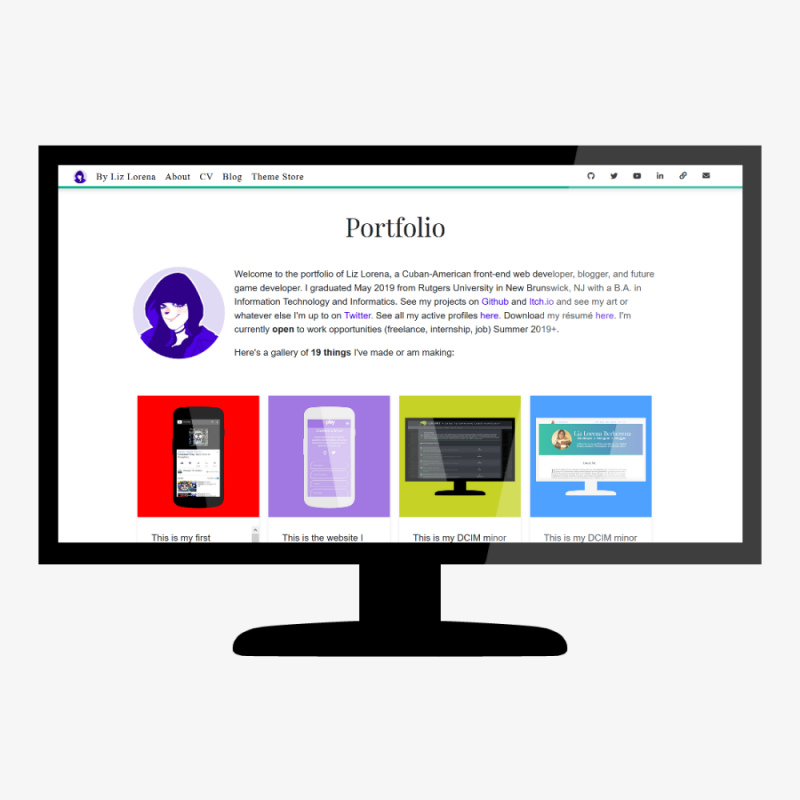 By Liz Lorena About CV Blog Theme Store
Portfolio
Welcome to the portfolio of Liz Lorena, a Cuban-American front-end web developer, blogger, and future
game developer. I graduated May 2019 from Rutgers University in New Brunswick, NJ with a B.A. in
Information Technology and Informatics. See my projects on Github and Itch.io and see my art or
whatever else I'm up to on Twitter. See all my active profiles here. Download my résumé here. I'm
currently open to work opportunities (freelance, internship, job) Summer 2019+.
Here's a gallery of 19 things I've made or am making:
This is my first
This is the website I
This is my DCIM minor
This is my DCIM minor